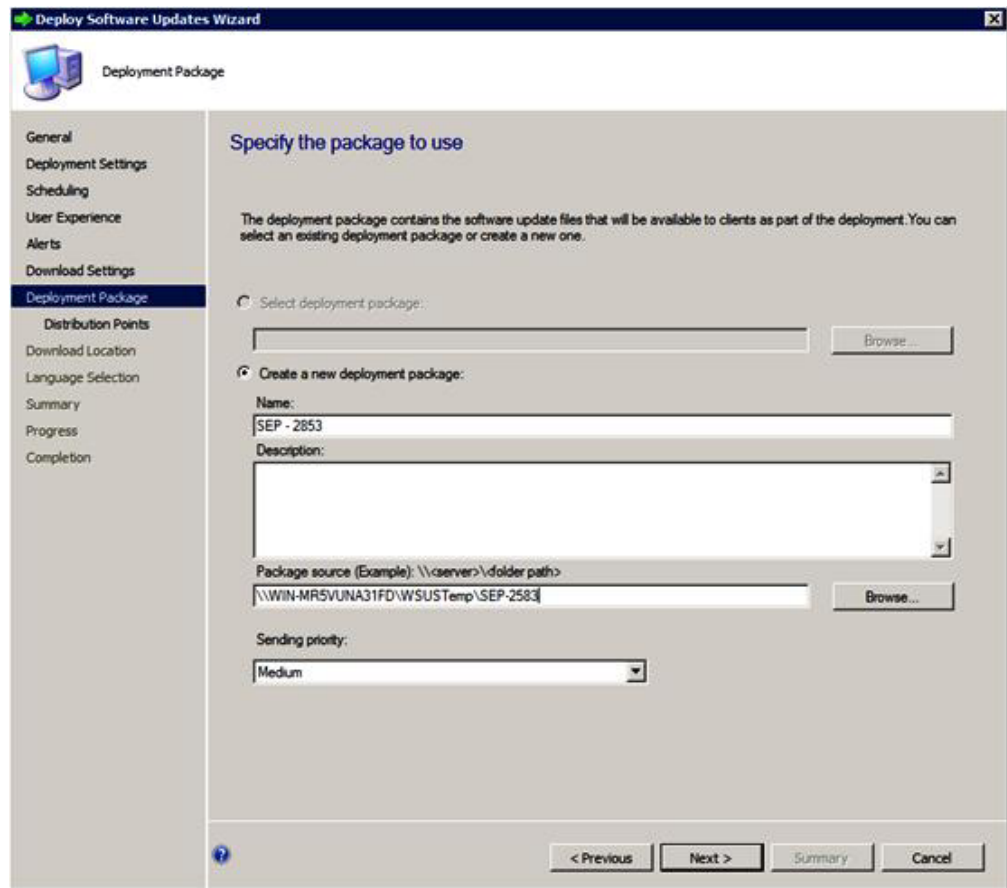 Deploy Software Updates Wizard
Deployment Package
General
Deployment Settings
Scheduling
User Experience
Alerts
Download Settings
Deployment Package
Distribution Points
Download Location
Language Selection
Summary
Progress
Completion
Specify the package to use
The deployment package contains the software update files that will be available to clients as part of the deployment.You can
select an existing deployment package or create a new one.
Select deployment package:
Browse...
Create a new deployment package:
Name:
SEP - 2853
Description:
Package source (Example): \\<server>\<folder path>
\\WIN-MR5VUNA31FD\WSUSTemp\SEP-2583
Browse...
Sending priority:
Medium
< Previous
Next >
Summary
Cancel